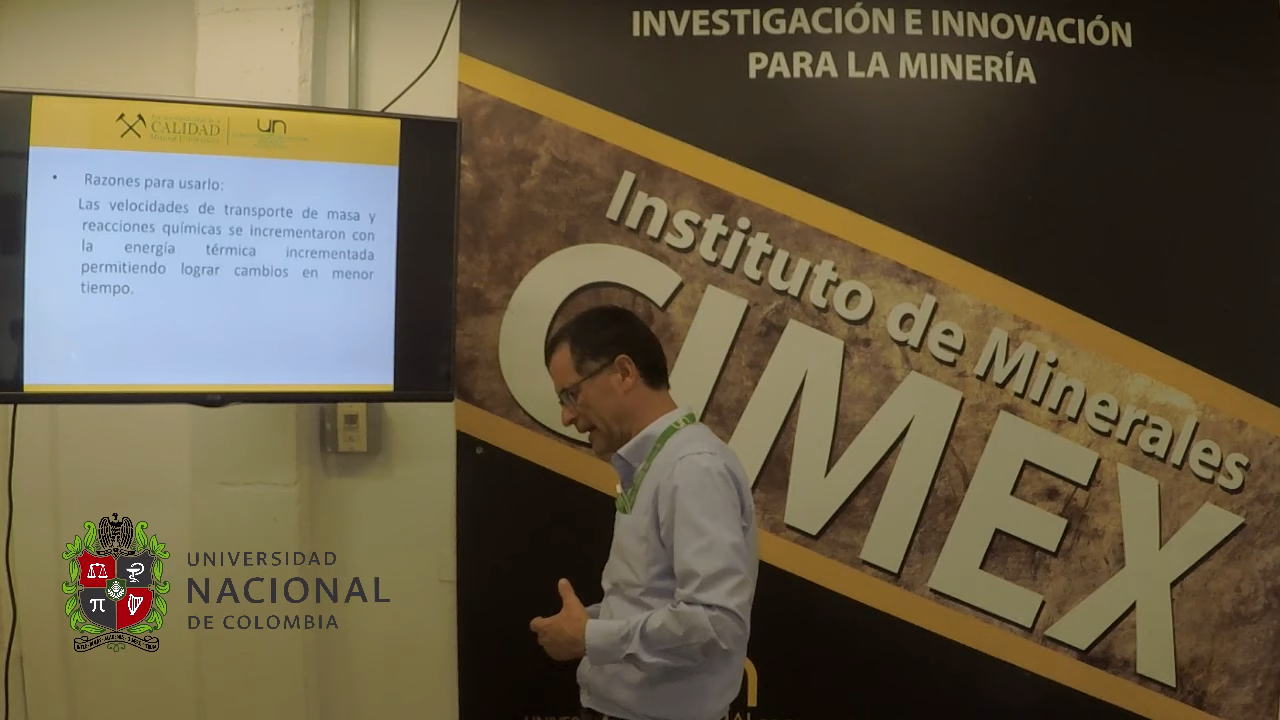 INVESTIGACIÓN E INNOVACIÓN
PARA LA MINERÍA
Instituto de Minerales
CIMEX
CALIDAD
un
• Razones para usarlo:
Las velocidades de transporte de masa y
reacciones químicas se incrementaron con
la energía térmica incrementada
permitiendo lograr cambios en menor
tiempo.
UNIVERSIDAD
NACIONAL
DE COLOMBIA